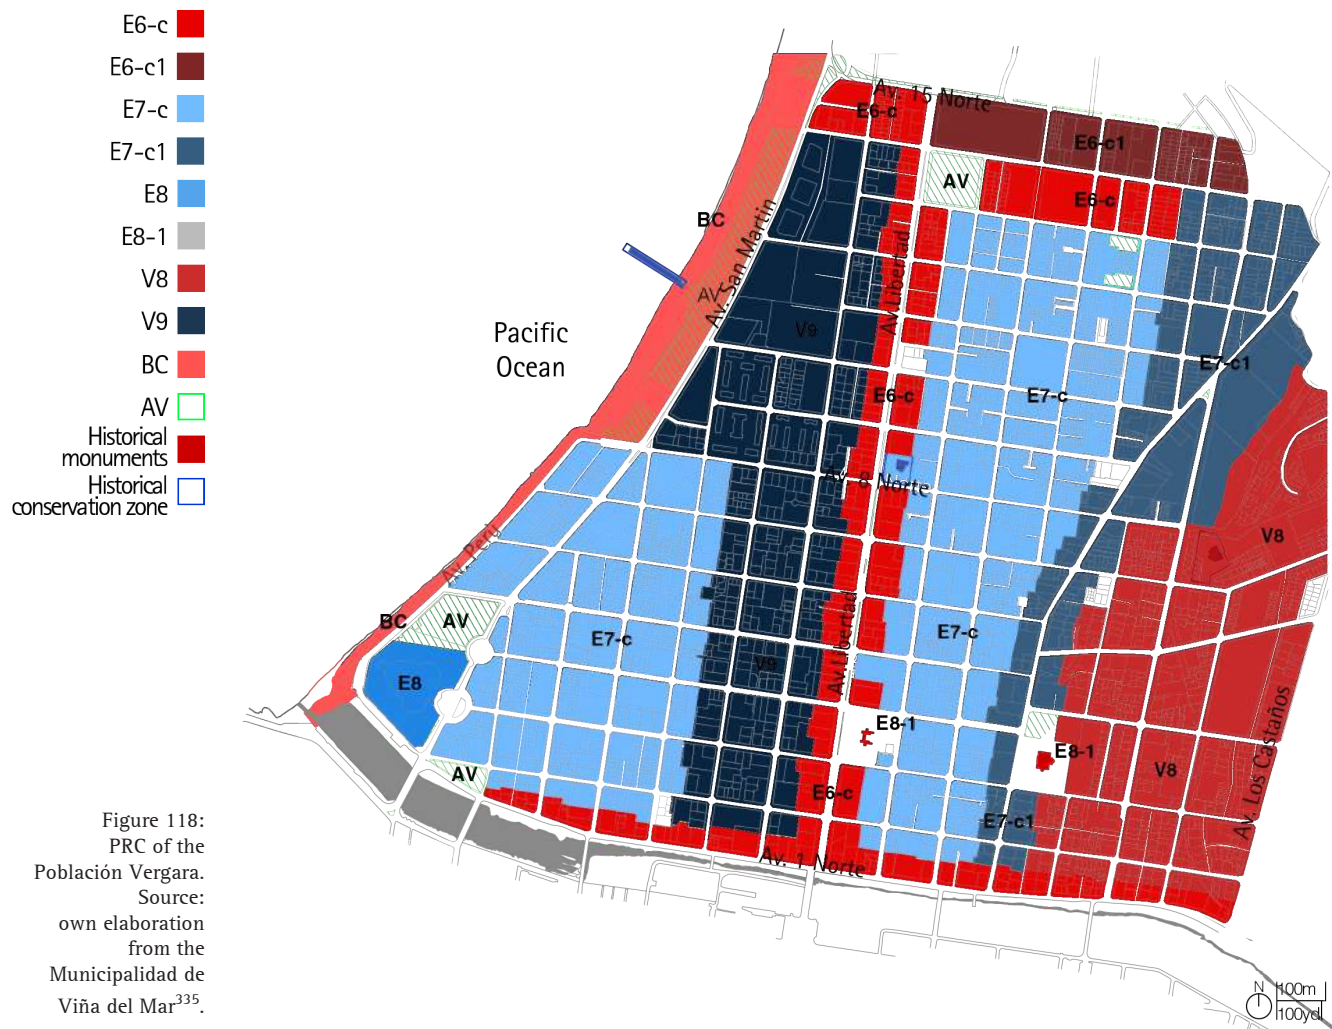 E6-c
E6-c1
E7-c
E7-c1
E8
E8-1
V8
V9
BC
AV
Historical
monuments
Historical
conservation zone
Av. 15 Norte
E6-c
E6-c1
AV
E6-c
BC
Av. San Martin
AV
Av. Libertad
Pacific
Ocean
V9
E7-c1
E6-c
E7-c
Av. 8 Norte
V8
Av. Perú
BC
AV
E7-c
E7-c
Av. Libertad
V9
E8
E8-1
E8-1
AV
V8
Av. Los Castaños
E6-c
E7-c1
Av. 1 Norte
Figure 118:
PRC of the
Población Vergara.
Source:
own elaboration
from the
Municipalidad de
Viña del Mar335.
N
100m
100yd